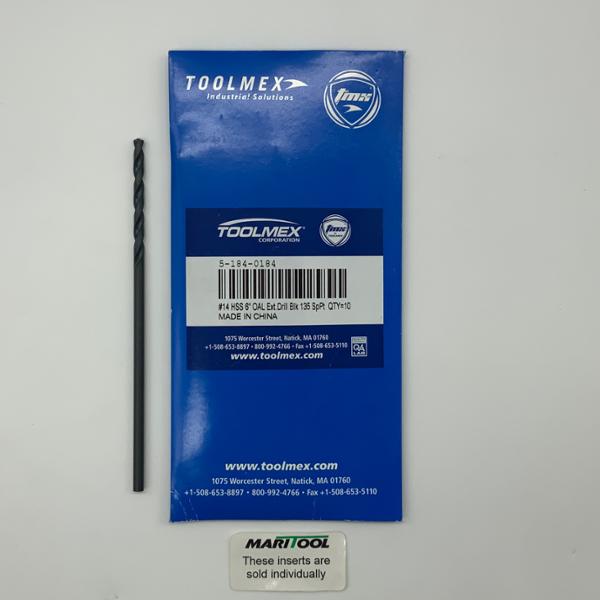 TOOLMEX
Industrial Solutions
tmx
TOOLMEX
CORPORATION
tmx
5-184-0184
#14 HSS 6" OAL Ext Drill Blk 135 SpPt QTY=10
MADE IN CHINA
1075 Worcester Street, Natick, MA 01760
+1-508-653-8897 • 800-992-4766 • Fax +1-508-653-5110
www.toolmex.com
QA
LAB
www.toolmex.com
1075 Worcester Street, Natick, MA 01760
+1-508-653-8897 • 800-992-4766 • Fax +1-508-653-5110
MARITOOL
These inserts are
sold individually